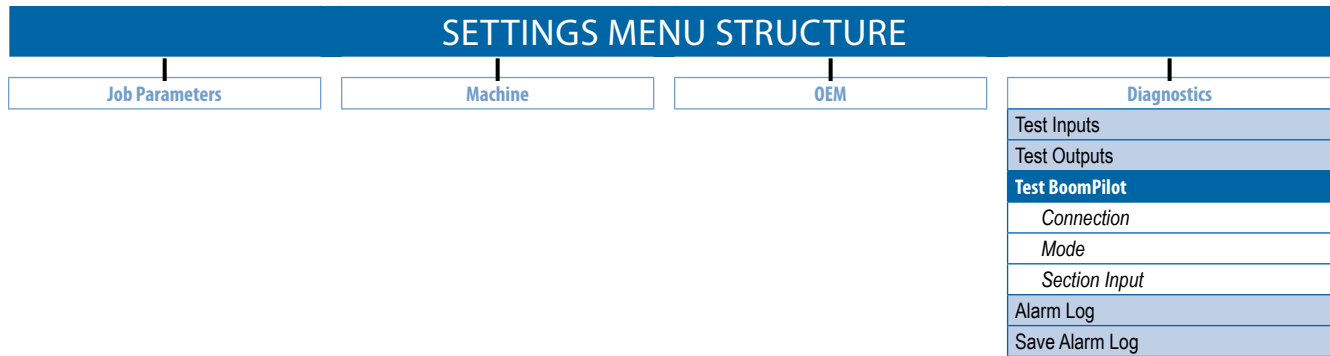 SETTINGS MENU STRUCTURE
Job Parameters
Machine
OEM
Diagnostics
Test Inputs
Test Outputs
Test BoomPilot
Connection
Mode
Section Input
Alarm Log
Save Alarm Log